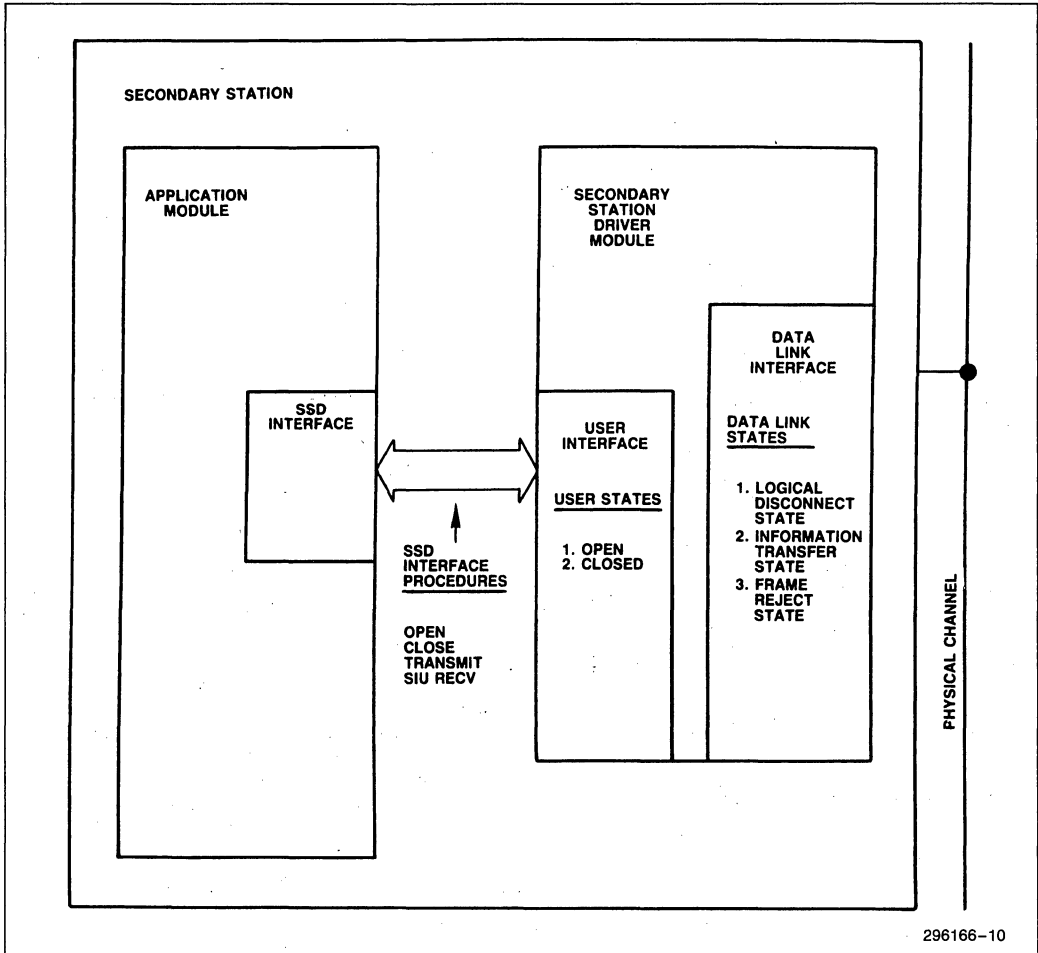 SECONDARY STATION
APPLICATION
MODULE
SSD
INTERFACE
SSD
INTERFACE
PROCEDURES
OPEN
CLOSE
TRANSMIT
SIU RECV
SECONDARY
STATION
DRIVER
MODULE
USER
INTERFACE
USER STATES
1. OPEN
2. CLOSED
DATA
LINK
INTERFACE
DATA LINK
STATES
1. LOGICAL
DISCONNECT
STATE
2. INFORMATION
TRANSFER
STATE
3. FRAME
REJECT
STATE
PHYSICAL CHANNEL
296166-10